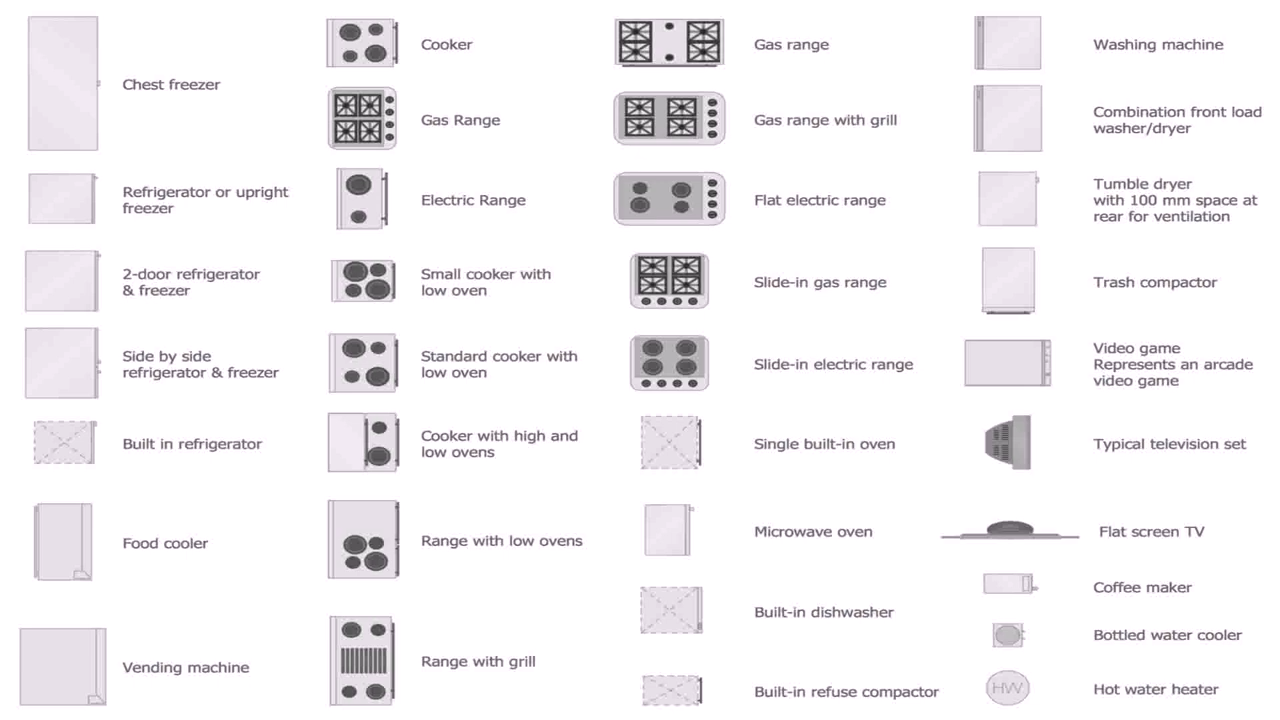 Chest freezer
Refrigerator or upright
freezer
2-door refrigerator
& freezer
Side by side
refrigerator & freezer
Built in refrigerator
Food cooler
Vending machine
Cooker
Gas Range
Electric Range
Small cooker with
low oven
Standard cooker with
low oven
Cooker with high and
low ovens
Range with low ovens
Range with grill
Gas range
Gas range with grill
Flat electric range
Slide-in gas range
Slide-in electric range
Single built-in oven
Microwave oven
Built-in dishwasher
Built-in refuse compactor
Washing machine
Combination front load
washer/dryer
Tumble dryer
with 100 mm space at
rear for ventilation
Trash compactor
Video game
Represents an arcade
video game
Typical television set
Flat screen TV
Coffee maker
Bottled water cooler
HW
Hot water heater